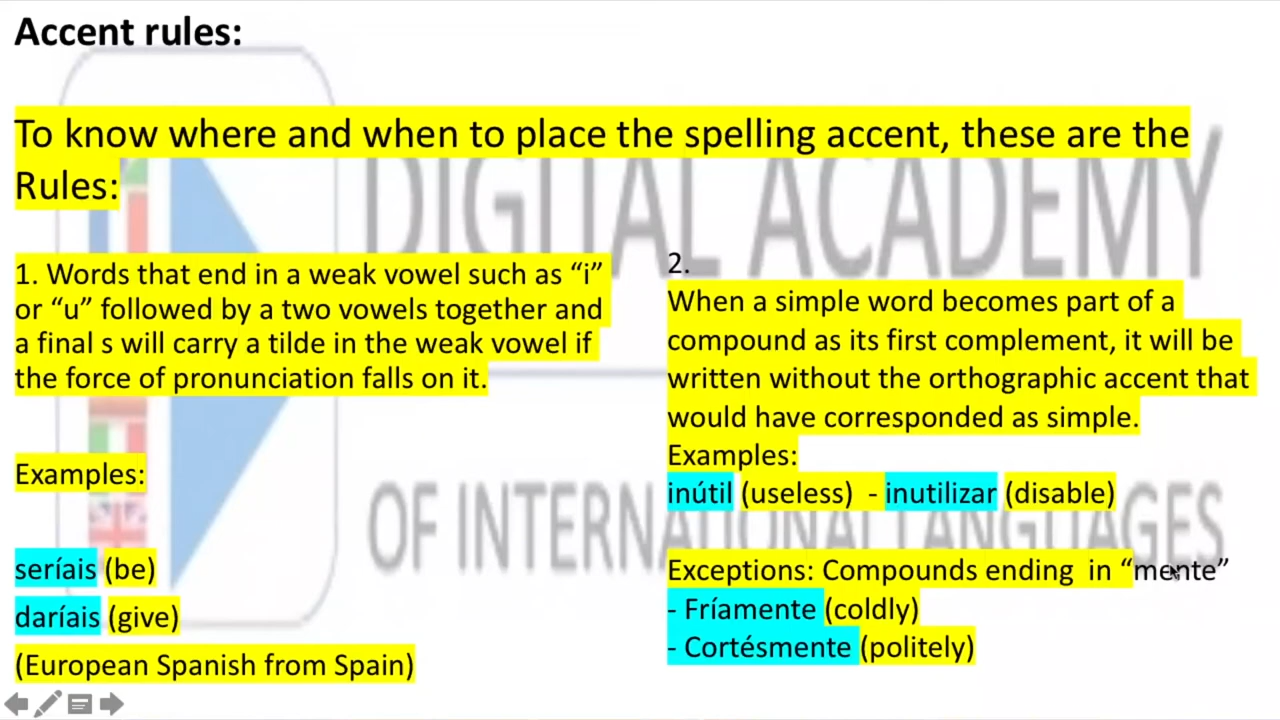 Accent rules:
To know where and when to place the spelling accent, these are the
Rules:
1. Words that end in a weak vowel such as “i”
or “u” followed by a two vowels together and
a final s will carry a tilde in the weak vowel if
the force of pronunciation falls on it.
Examples:
seríais (be)
daríais (give)
(European Spanish from Spain)
2.
When a simple word becomes part of a
compound as its first complement, it will be
written without the orthographic accent that
would have corresponded as simple.
Examples:
inútil (useless)  - inutilizar (disable)
Exceptions: Compounds ending  in “mente”
- Fríamente (coldly)
- Cortésmente (politely)
DIGITAL ACADEMY
OF INTERNATIONAL LANGUAGES